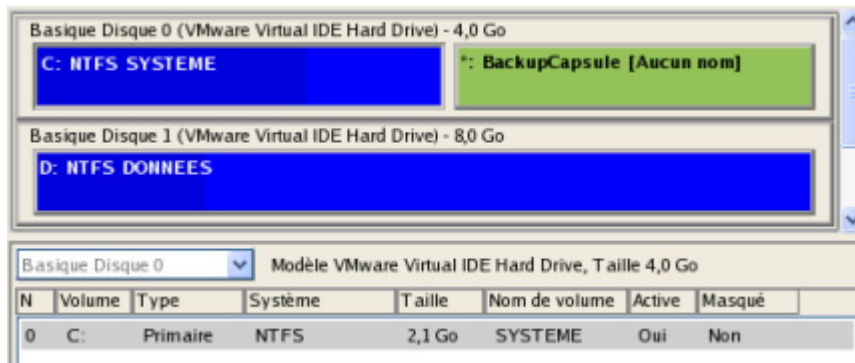 Basique Disque 0 (VMware Virtual IDE Hard Drive) - 4,0 Go
C: NTFS SYSTEME
*: BackupCapsule [Aucun nom]
Basique Disque 1 (VMware Virtual IDE Hard Drive) - 8,0 Go
D: NTFS DONNEES
Basique Disque 0 Modèle VMware Virtual IDE Hard Drive, Taille 4,0 Go
N Volume Type Système Taille Nom de volume Active Masqué
0 C: Primaire NTFS 2,1 Go SYSTEME Oui Non